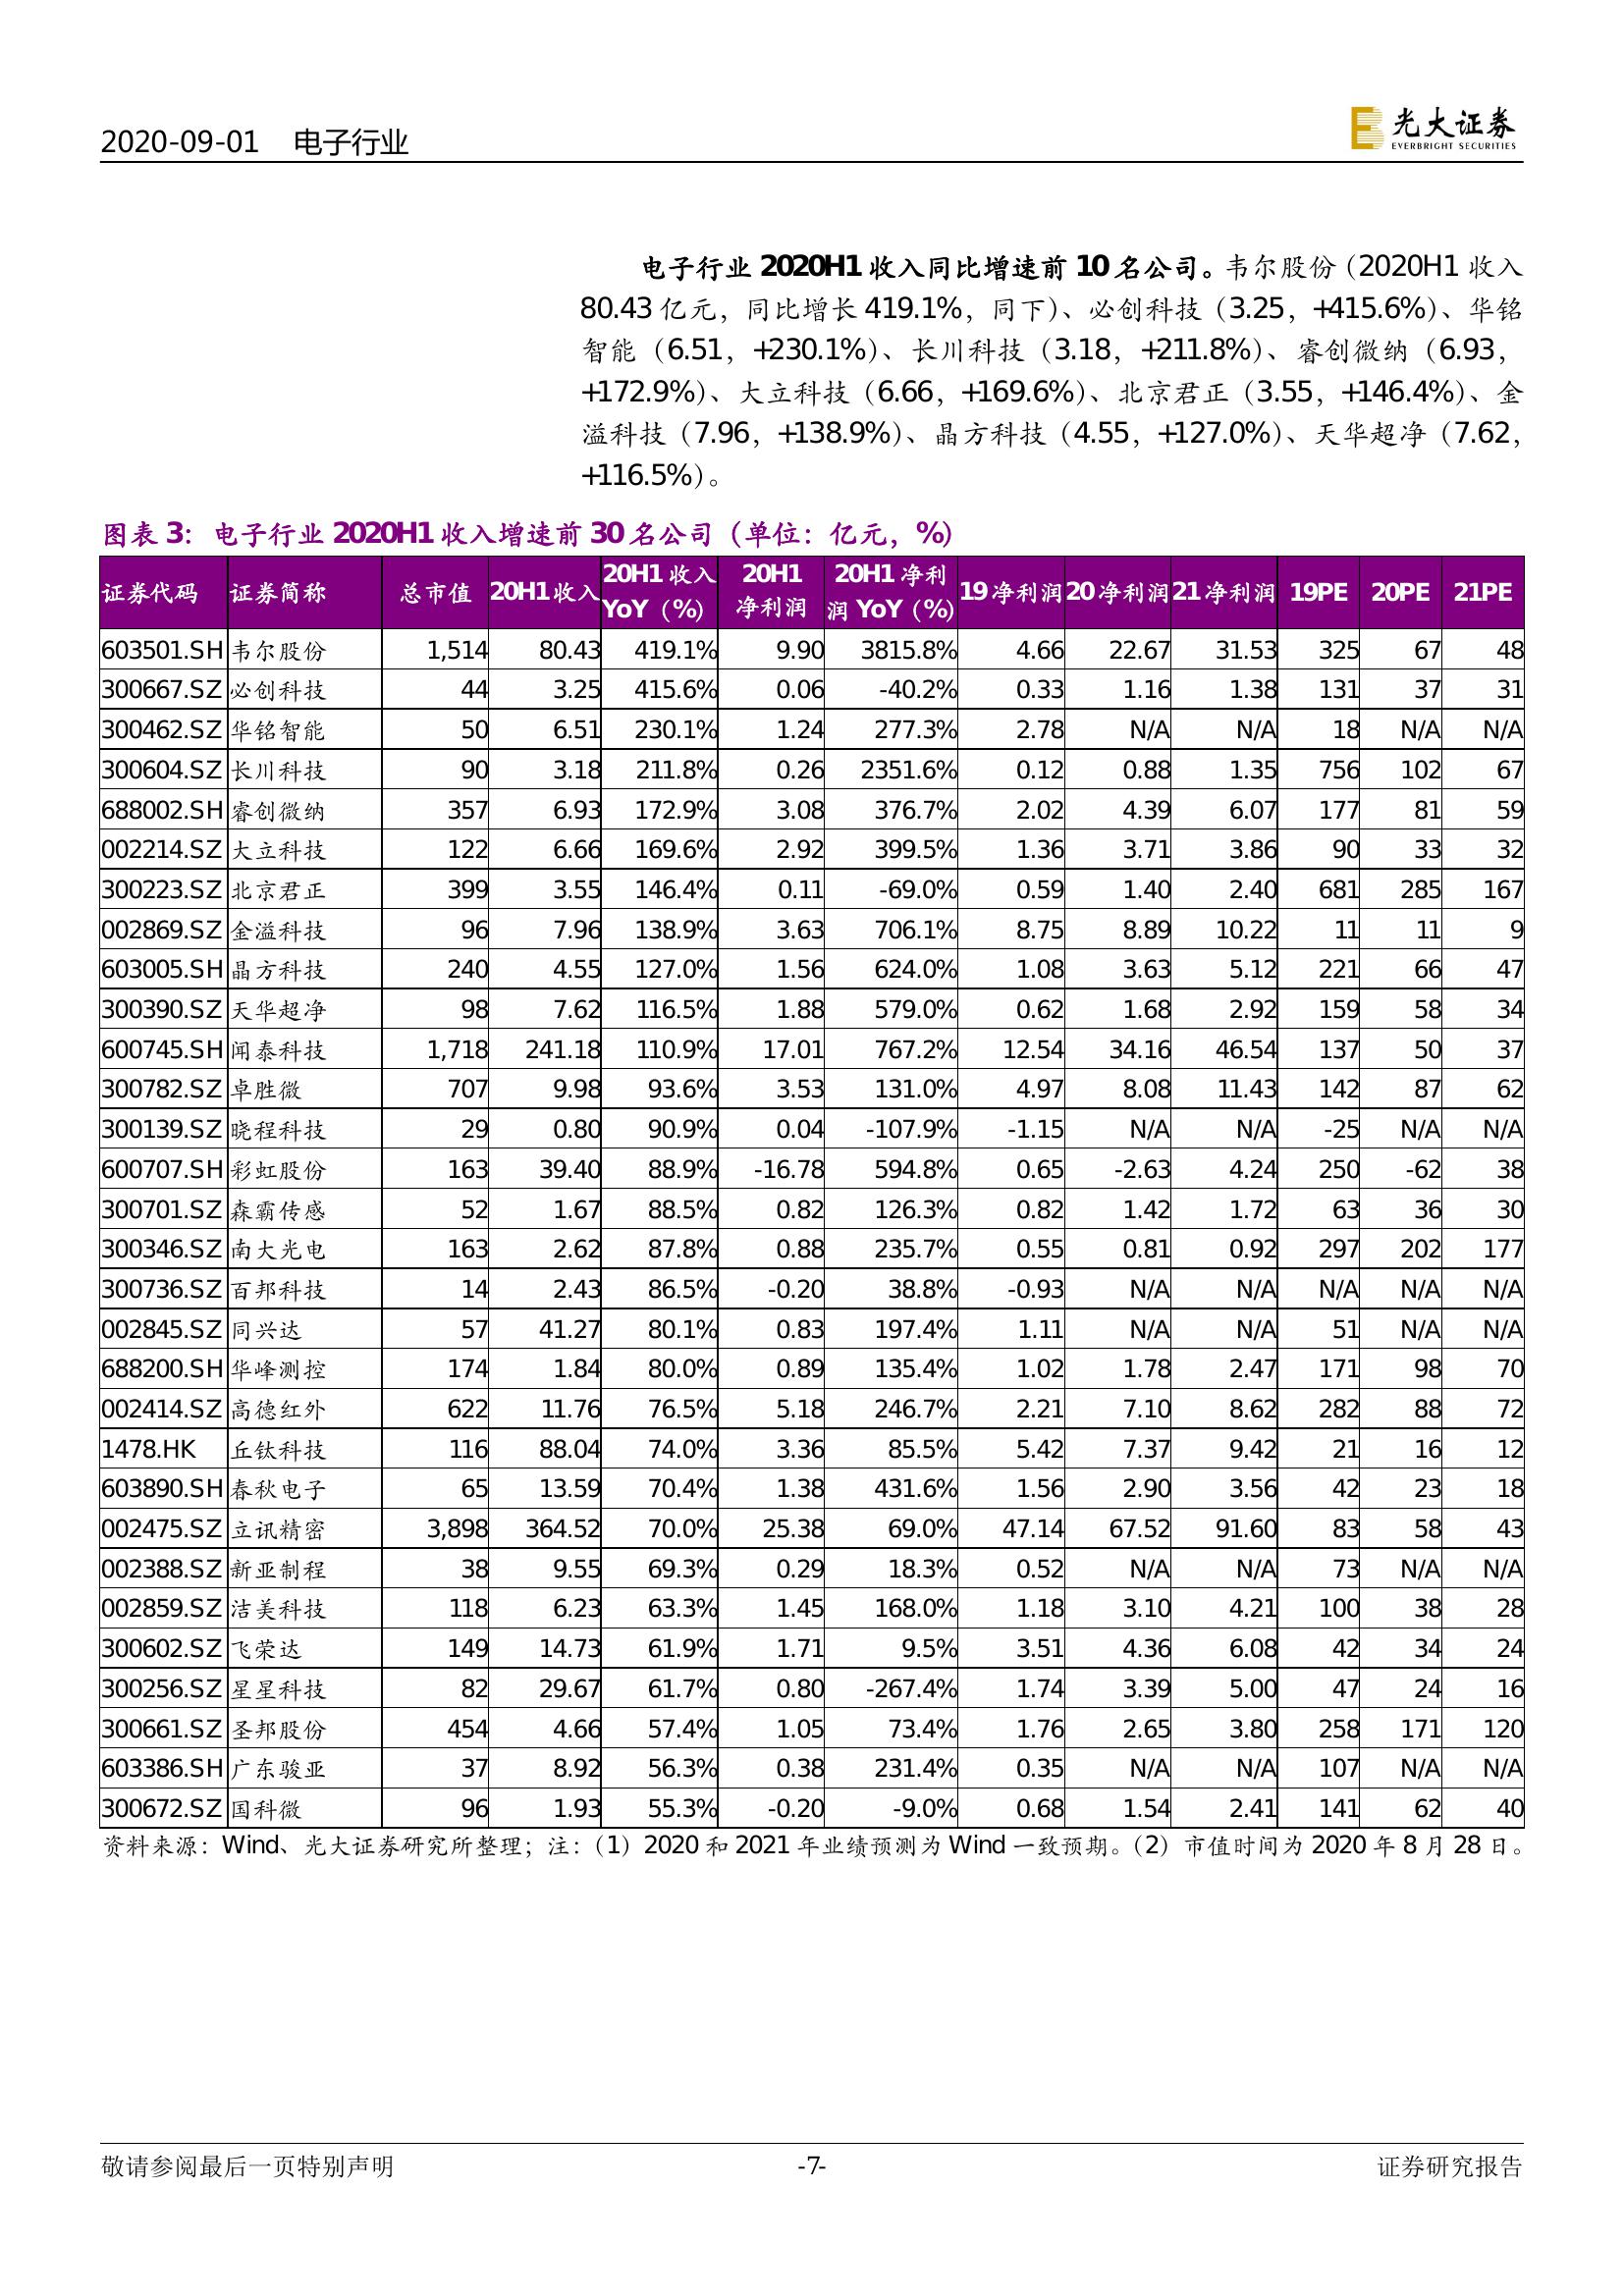 2020-09-01 电子行业
光大证券
EVERBRIGHT SECURITIES
电子行业 2020H1 收入同比增速前 10 名公司。韦尔股份（2020H1 收入
80.43 亿元，同比增长 419.1%，同下）、必创科技（3.25，+415.6%）、华铭
智能（6.51，+230.1%）、长川科技（3.18，+211.8%）、睿创微纳（6.93，
+172.9%）、大立科技（6.66，+169.6%）、北京君正（3.55，+146.4%）、金
溢科技（7.96，+138.9%）、晶方科技（4.55，+127.0%）、天华超净（7.62，
+116.5%）。
图表 3：电子行业 2020H1 收入增速前 30 名公司（单位：亿元，%）
证券代码 证券简称 总市值 20H1收入 20H1 收入 YoY（%） 20H1 净利润 20H1 净利润 YoY（%） 19净利润 20净利润 21净利润 19PE 20PE 21PE
603501.SH 韦尔股份 1,514 80.43 419.1% 9.90 3815.8% 4.66 22.67 31.53 325 67 48
300667.SZ 必创科技 44 3.25 415.6% 0.06 -40.2% 0.33 1.16 1.38 131 37 31
300462.SZ 华铭智能 50 6.51 230.1% 1.24 277.3% 2.78 N/A N/A 18 N/A N/A
300604.SZ 长川科技 90 3.18 211.8% 0.26 2351.6% 0.12 0.88 1.35 756 102 67
688002.SH 睿创微纳 357 6.93 172.9% 3.08 376.7% 2.02 4.39 6.07 177 81 59
002214.SZ 大立科技 122 6.66 169.6% 2.92 399.5% 1.36 3.71 3.86 90 33 32
300223.SZ 北京君正 399 3.55 146.4% 0.11 -69.0% 0.59 1.40 2.40 681 285 167
002869.SZ 金溢科技 96 7.96 138.9% 3.63 706.1% 8.75 8.89 10.22 11 11 9
603005.SH 晶方科技 240 4.55 127.0% 1.56 624.0% 1.08 3.63 5.12 221 66 47
300390.SZ 天华超净 98 7.62 116.5% 1.88 579.0% 0.62 1.68 2.92 159 58 34
600745.SH 闻泰科技 1,718 241.18 110.9% 17.01 767.2% 12.54 34.16 46.54 137 50 37
300782.SZ 卓胜微 707 9.98 93.6% 3.53 131.0% 4.97 8.08 11.43 142 87 62
300139.SZ 晓程科技 29 0.80 90.9% 0.04 -107.9% -1.15 N/A N/A -25 N/A N/A
600707.SH 彩虹股份 163 39.40 88.9% -16.78 594.8% 0.65 -2.63 4.24 250 -62 38
300701.SZ 森霸传感 52 1.67 88.5% 0.82 126.3% 0.82 1.42 1.72 63 36 30
300346.SZ 南大光电 163 2.62 87.8% 0.88 235.7% 0.55 0.81 0.92 297 202 177
300736.SZ 百邦科技 14 2.43 86.5% -0.20 38.8% -0.93 N/A N/A N/A N/A N/A
002845.SZ 同兴达 57 41.27 80.1% 0.83 197.4% 1.11 N/A N/A 51 N/A N/A
688200.SH 华峰测控 174 1.84 80.0% 0.89 135.4% 1.02 1.78 2.47 171 98 70
002414.SZ 高德红外 622 11.76 76.5% 5.18 246.7% 2.21 7.10 8.62 282 88 72
1478.HK 丘钛科技 116 88.04 74.0% 3.36 85.5% 5.42 7.37 9.42 21 16 12
603890.SH 春秋电子 65 13.59 70.4% 1.38 431.6% 1.56 2.90 3.56 42 23 18
002475.SZ 立讯精密 3,898 364.52 70.0% 25.38 69.0% 47.14 67.52 91.60 83 58 43
002388.SZ 新亚制程 38 9.55 69.3% 0.29 18.3% 0.52 N/A N/A 73 N/A N/A
002859.SZ 洁美科技 118 6.23 63.3% 1.45 168.0% 1.18 3.10 4.21 100 38 28
300602.SZ 飞荣达 149 14.73 61.9% 1.71 9.5% 3.51 4.36 6.08 42 34 24
300256.SZ 星星科技 82 29.67 61.7% 0.80 -267.4% 1.74 3.39 5.00 47 24 16
300661.SZ 圣邦股份 454 4.66 57.4% 1.05 73.4% 1.76 2.65 3.80 258 171 120
603386.SH 广东骏亚 37 8.92 56.3% 0.38 231.4% 0.35 N/A N/A 107 N/A N/A
300672.SZ 国科微 96 1.93 55.3% -0.20 -9.0% 0.68 1.54 2.41 141 62 40
资料来源：Wind、光大证券研究所整理；注：（1）2020 和 2021 年业绩预测为 Wind 一致预期。（2）市值时间为 2020 年 8 月 28 日。
敬请参阅最后一页特别声明 -7- 证券研究报告